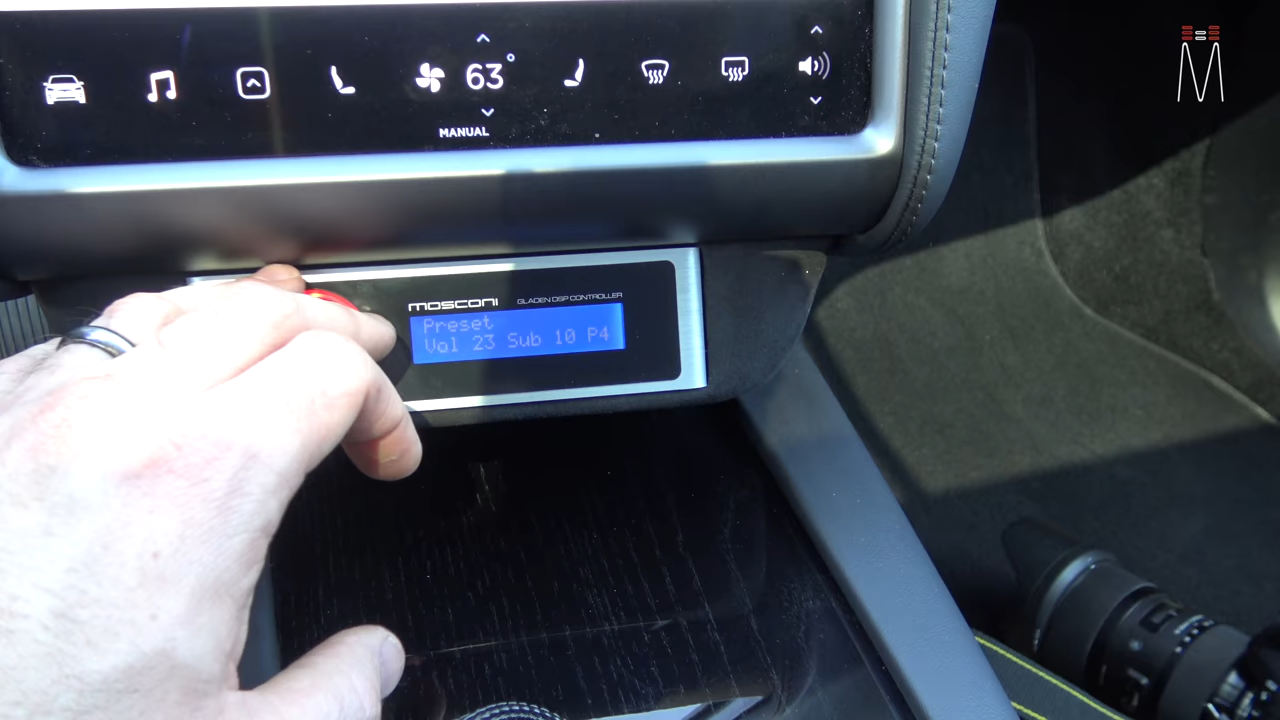 63°
MANUAL
mosconi GLADEN DSP CONTROLLER
Preset
Vol 23 Sub 10 P4
M